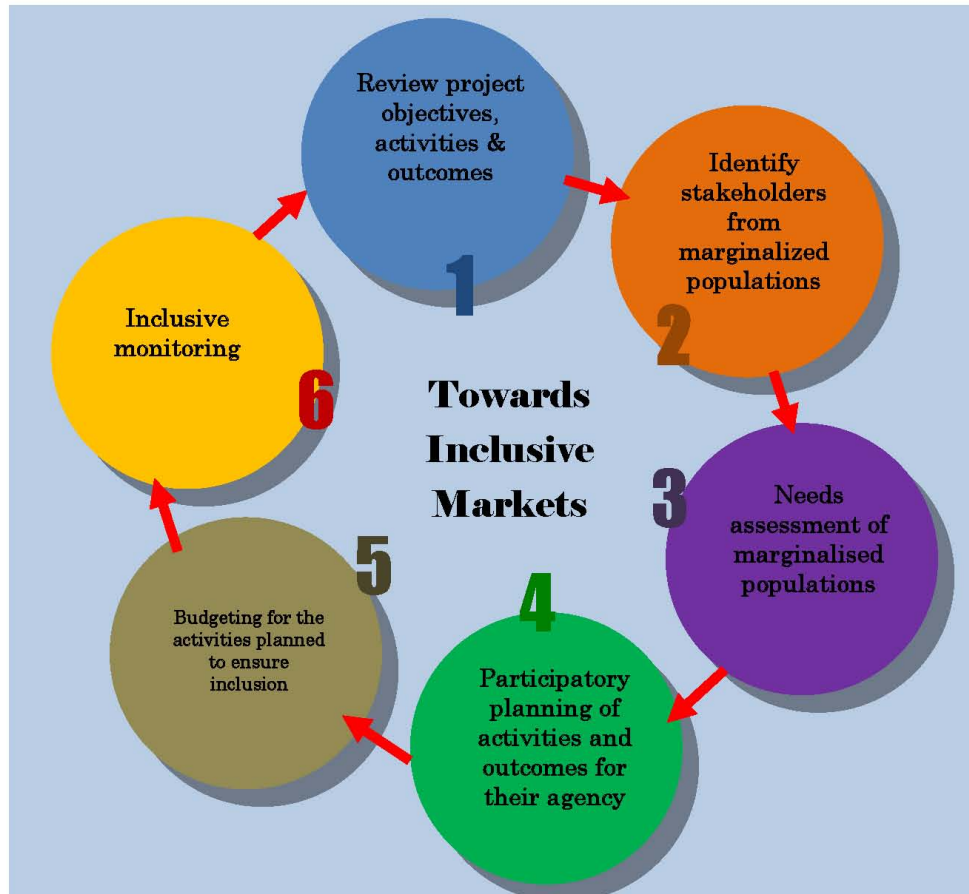 Review project
objectives,
activities &
outcomes
1
Identify
stakeholders
from
marginalized
populations
2
Needs
assessment of
marginalised
populations
3
Participatory
planning of
activities and
outcomes for
their agency
4
Budgeting for the
activities planned
to ensure
inclusion
5
Inclusive
monitoring
6
Towards
Inclusive
Markets